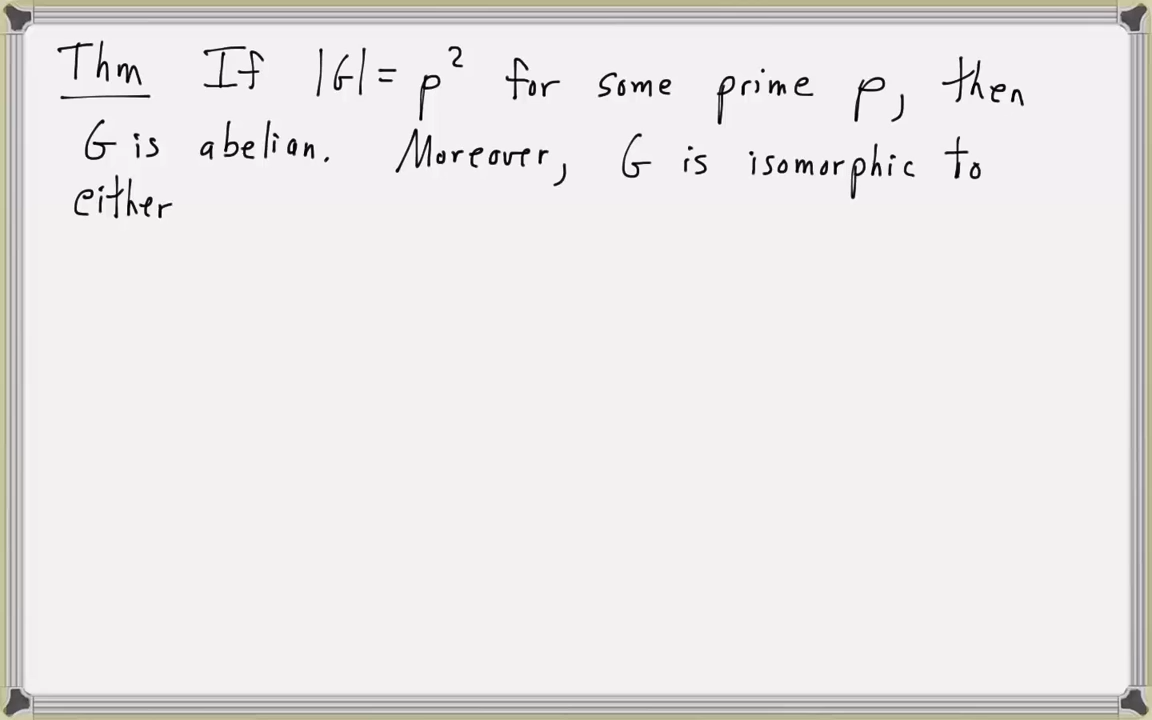 Thm If |G| = p² for some prime p, then
G is abelian. Moreover, G is isomorphic to
either